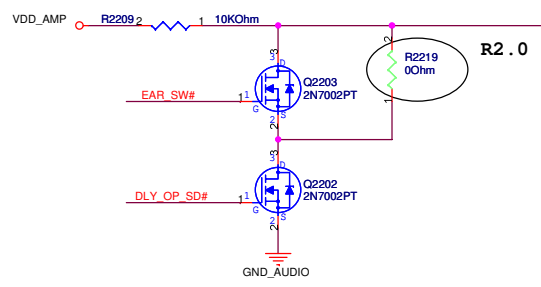 VDD_AMP R2209 2 1 10KOhm
R2.0
2
R2219
0Ohm
1
3 3 D
Q2203
2N7002PT
EAR_SW# 1 1 G
2 2 S
3 3 D
Q2202
2N7002PT
DLY_OP_SD# 1 1 G
2 2 S
GND_AUDIO